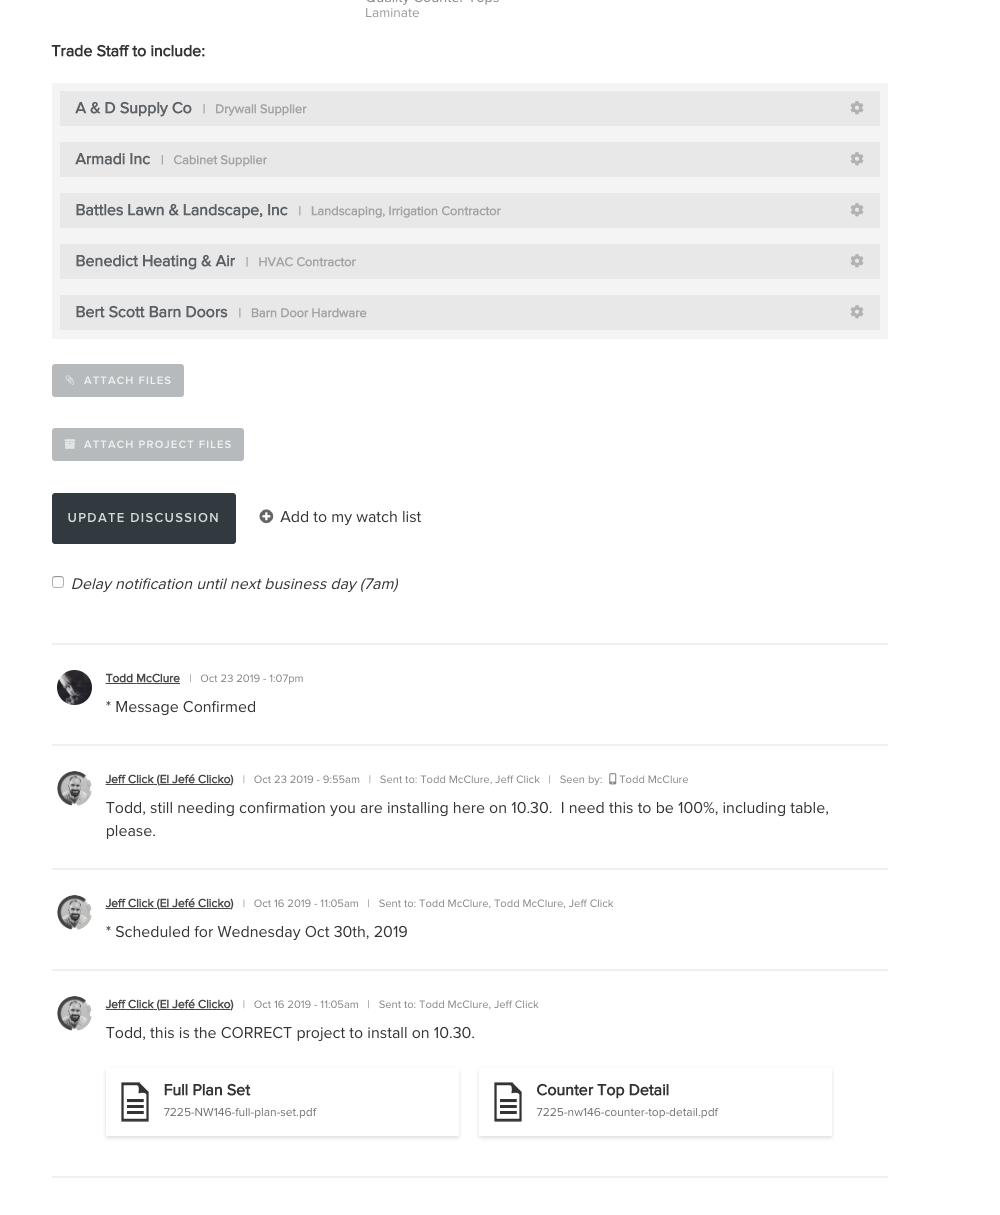 Quality Counter Tops
Laminate
Trade Staff to include:
A & D Supply Co | Drywall Supplier
Armadi Inc | Cabinet Supplier
Battles Lawn & Landscape, Inc | Landscaping, Irrigation Contractor
Benedict Heating & Air | HVAC Contractor
Bert Scott Barn Doors | Barn Door Hardware
ATTACH FILES
ATTACH PROJECT FILES
UPDATE DISCUSSION Add to my watch list
Delay notification until next business day (7am)
Todd McClure | Oct 23 2019 - 1:07pm
* Message Confirmed
Jeff Click (El Jefé Clicko) | Oct 23 2019 - 9:55am | Sent to: Todd McClure, Jeff Click | Seen by: Todd McClure
Todd, still needing confirmation you are installing here on 10.30. I need this to be 100%, including table,
please.
Jeff Click (El Jefé Clicko) | Oct 16 2019 - 11:05am | Sent to: Todd McClure, Todd McClure, Jeff Click
* Scheduled for Wednesday Oct 30th, 2019
Jeff Click (El Jefé Clicko) | Oct 16 2019 - 11:05am | Sent to: Todd McClure, Jeff Click
Todd, this is the CORRECT project to install on 10.30.
Full Plan Set
7225-NW146-full-plan-set.pdf
Counter Top Detail
7225-nw146-counter-top-detail.pdf